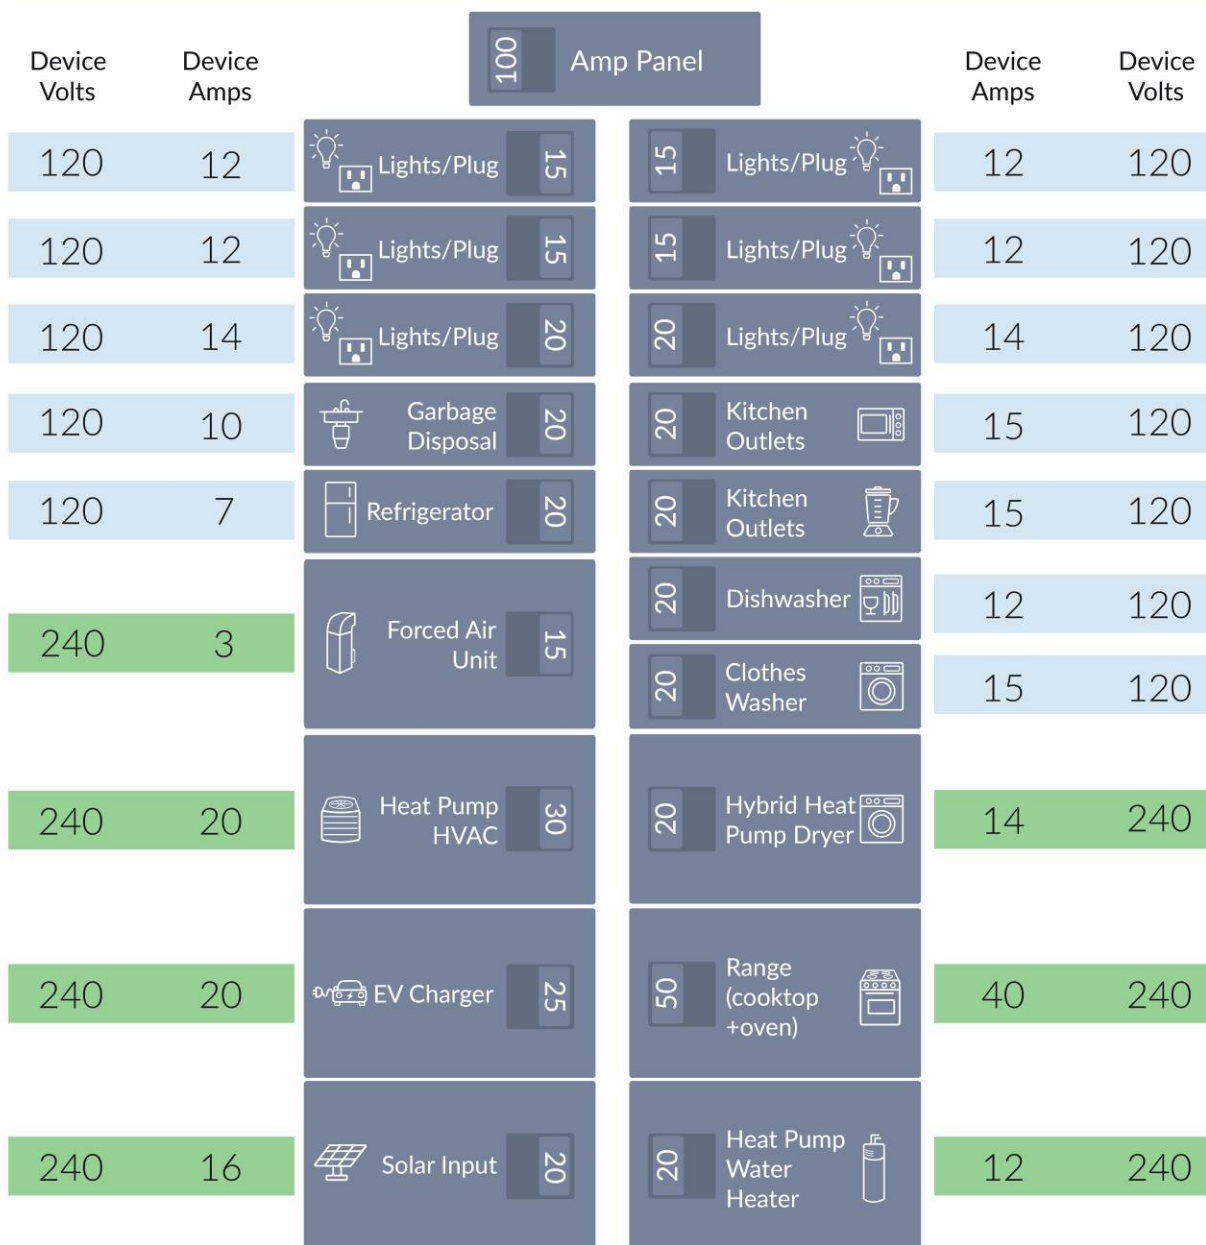 100 Amp Panel
Device Volts
Device Amps
Device Amps
Device Volts
120 12 Lights/Plug 15
15 Lights/Plug 12 120
120 12 Lights/Plug 15
15 Lights/Plug 12 120
120 14 Lights/Plug 20
20 Lights/Plug 14 120
120 10 Garbage Disposal 20
20 Kitchen Outlets 15 120
120 7 Refrigerator 20
20 Kitchen Outlets 15 120
240 3 Forced Air Unit 15
20 Dishwasher 12 120
20 Clothes Washer 15 120
240 20 Heat Pump HVAC 30
20 Hybrid Heat Pump Dryer 14 240
240 20 EV Charger 25
50 Range (cooktop +oven) 40 240
240 16 Solar Input 20
20 Heat Pump Water Heater 12 240